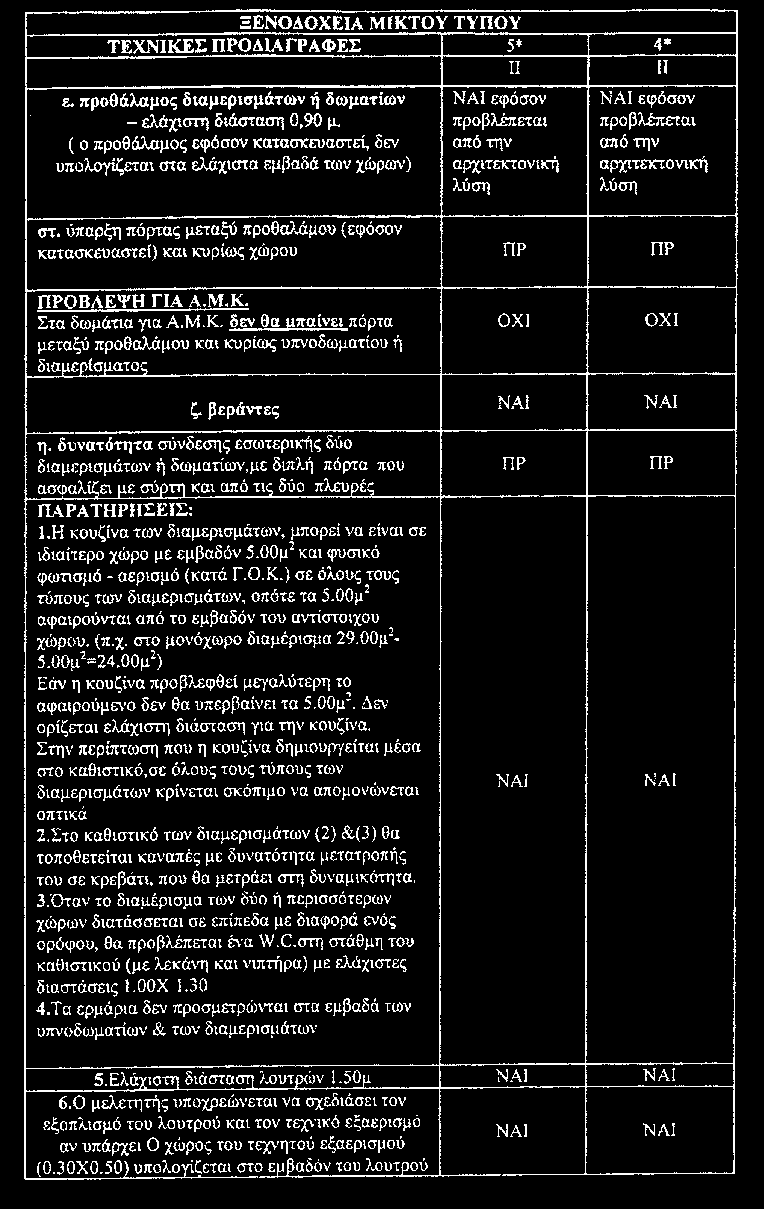 ΞΕΝΟΔΟΧΕΙΑ ΜΙΚΤΟΥ ΤΥΠΟΥ
ΤΕΧΝΙΚΕΣ ΠΡΟΔΙΑΓΡΑΦΕΣ 5* 4*
Π Π
ε. προθάλαμος διαμερισμάτων ή δωματίων
– ελάχιστη διάσταση 0,90 μ.
( ο προθάλαμος εφόσον κατασκευαστεί, δεν
υπολογίζεται στα ελάχιστα εμβαδά των χώρων)
ΝΑΙ εφόσον
προβλέπεται
από την
αρχιτεκτονική
λύση
ΝΑΙ εφόσον
προβλέπεται
από την
αρχιτεκτονική
λύση
στ. ύπαρξη πόρτας μεταξύ προθαλάμου (εφόσον
κατασκευαστεί) και κυρίως χώρου ΠΡ ΠΡ
ΠΡΟΒΛΕΨΗ ΓΙΑ Α.Μ.Κ.
Στα δωμάτια για Α.Μ.Κ. δεν θα μπαίνει πόρτα ΟΧΙ ΟΧΙ
μεταξύ προθαλάμου και κυρίως υπνοδωματίου ή
διαμερίσματος
ζ. βεράντες ΝΑΙ ΝΑΙ
η. δυνατότητα σύνδεσης εσωτερικής δύο
διαμερισμάτων ή δωματίων,με διπλή πόρτα που ΠΡ ΠΡ
ασφαλίζει με σύρτη και από τις δύο πλευρές
ΠΑΡΑΤΗΡΗΣΕΙΣ:
1.Η κουζίνα των διαμερισμάτων, μπορεί να είναι σε
ιδιαίτερο χώρο με εμβαδόν 5.00μ² και φυσικό
φωτισμό - αερισμό (κατά Γ.Ο.Κ.) σε όλους τους
τύπους των διαμερισμάτων, οπότε τα 5.00μ²
αφαιρούνται από το εμβαδόν του αντίστοιχου
χώρου. (π.χ. στο μονόχωρο διαμέρισμα 29.00μ²-
5.00μ²=24.00μ²)
Εάν η κουζίνα προβλεφθεί μεγαλύτερη το
αφαιρούμενο δεν θα υπερβαίνει τα 5.00μ². Δεν
ορίζεται ελάχιστη διάσταση για την κουζίνα.
Στην περίπτωση που η κουζίνα δημιουργείται μέσα
στο καθιστικό,σε όλους τους τύπους των
διαμερισμάτων κρίνεται σκόπιμο να απομονώνεται ΝΑΙ ΝΑΙ
οπτικά
2.Στο καθιστικό των διαμερισμάτων (2) &(3) θα
τοποθετείται καναπές με δυνατότητα μετατροπής
του σε κρεβάτι, που θα μετράει στη δυναμικότητα.
3.Όταν το διαμέρισμα των δύο ή περισσότερων
χώρων διατάσσεται σε επίπεδα με διαφορά ενός
ορόφου, θα προβλέπεται ένα W.C.στη στάθμη του
καθιστικού (με λεκάνη και νιπτήρα) με ελάχιστες
διαστάσεις 1.00Χ 1.30
4.Τα ερμάρια δεν προσμετρώνται στα εμβαδά των
υπνοδωματίων & των διαμερισμάτων
5.Ελάχιστη διάσταση λουτρών 1.50μ ΝΑΙ ΝΑΙ
6.Ο μελετητής υποχρεώνεται να σχεδιάσει τον
εξοπλισμό του λουτρού και τον τεχνικό εξαερισμό
αν υπάρχει Ο χώρος του τεχνητού εξαερισμού ΝΑΙ ΝΑΙ
(0.30Χ0.50) υπολογίζεται στο εμβαδόν του λουτρού